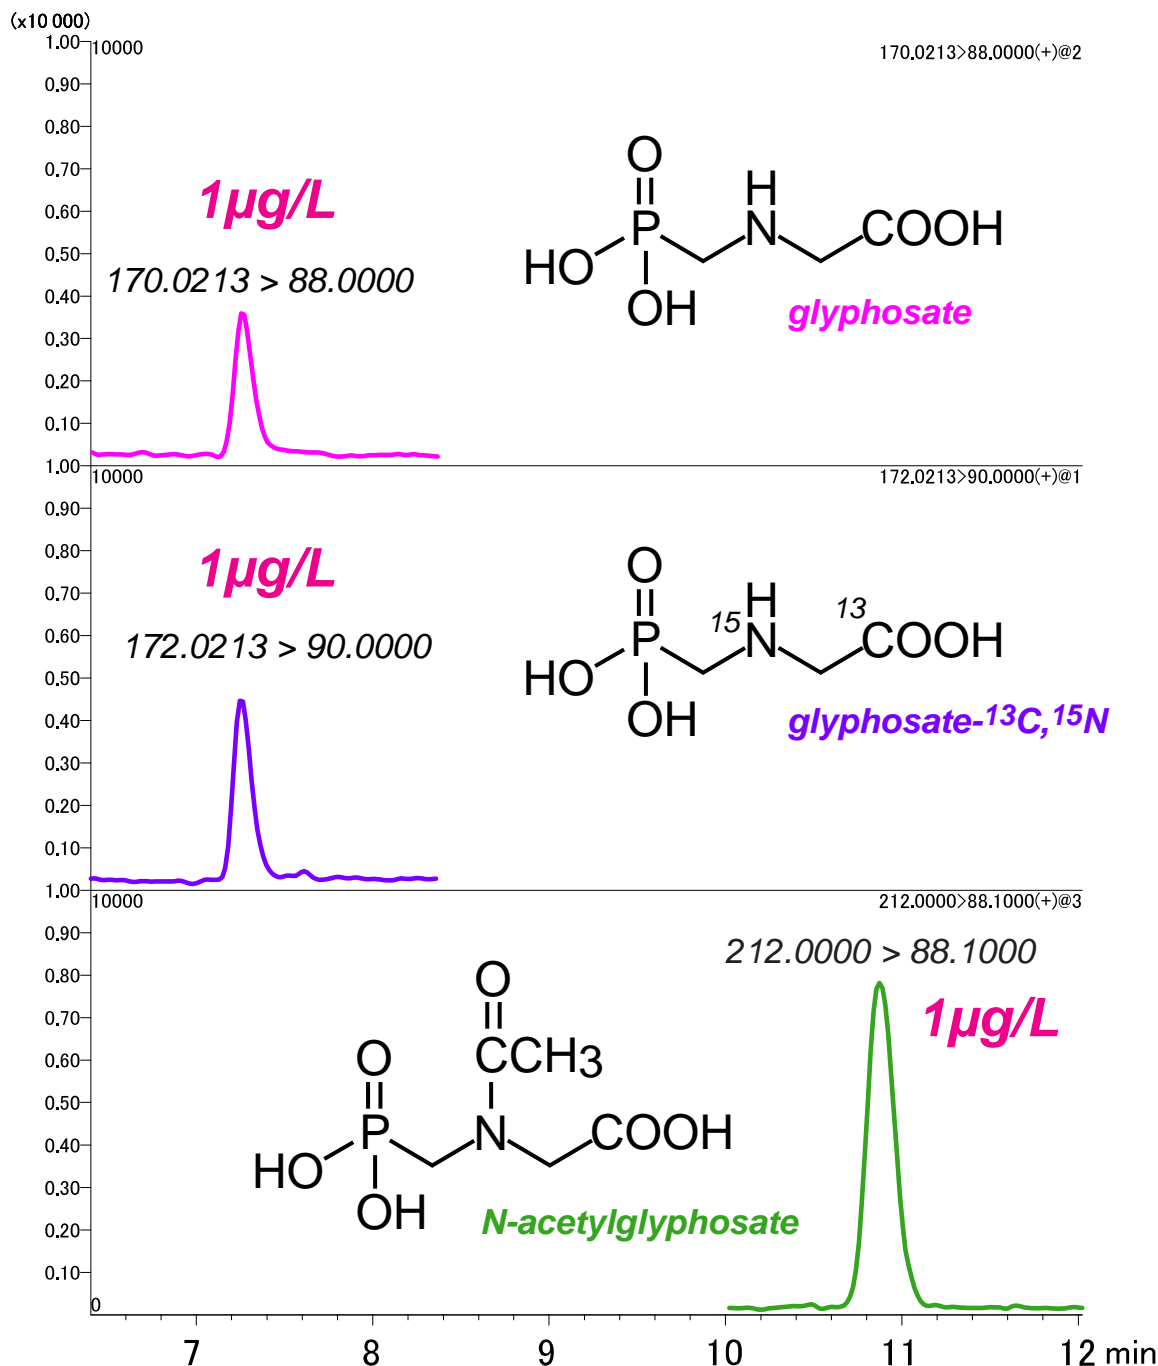 (x10 000)
1.00
10000
170.0213>88.0000(+)@2
0.90
0.80
0.70
0.60
0.50
0.40
0.30
0.20
0.10
1µg/L
170.0213 > 88.0000
O
H
HO P N COOH
OH
glyphosate
1.00
10000
172.0213>90.0000(+)@1
0.90
0.80
0.70
0.60
0.50
0.40
0.30
0.20
0.10
1µg/L
172.0213 > 90.0000
O
H
15 13
HO P N COOH
OH
glyphosate-13C,15N
1.00
10000
212.0000>88.1000(+)@3
0.90
0.80
0.70
0.60
0.50
0.40
0.30
0.20
0.10
0
212.0000 > 88.1000
1µg/L
O
O CCH3
HO P N COOH
OH
N-acetylglyphosate
7 8 9 10 11 12 min